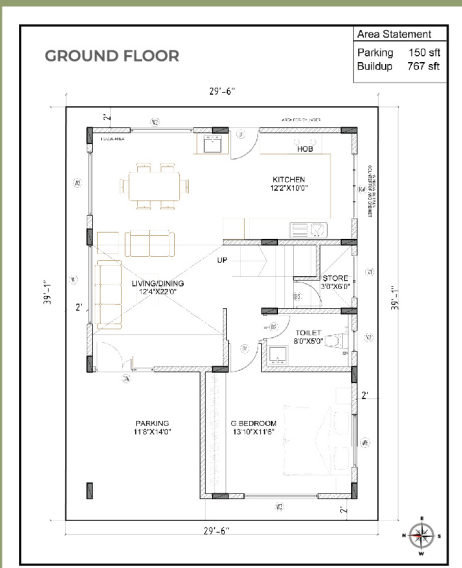 Area Statement
Parking 150 sft
Buildup 767 sft
GROUND FLOOR
29'-6"
2'
HOB
KITCHEN
12'2"X10'0"
UP
LIVING/DINING
12'4"X22'0"
STORE
3'0"X6'0"
39'-1"
39'-1"
2'
TOILET
8'0"X5'0"
2'
PARKING
11'8"X14'0"
G.BEDROOM
13'10"X11'6"
2'
29'-6"
E
N
S
W